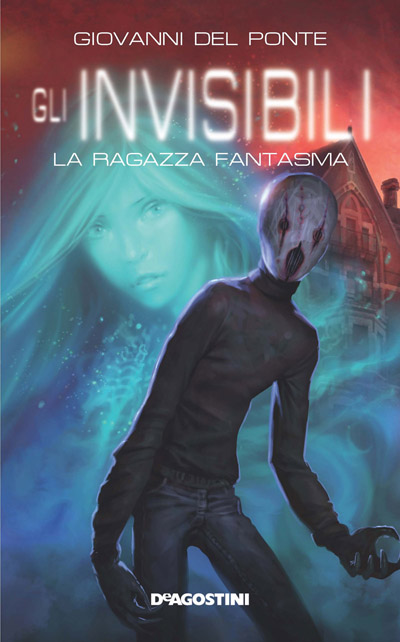 GIOVANNI DEL PONTE
GLI INVISIBILI
LA RAGAZZA FANTASMA
DEAGOSTINI